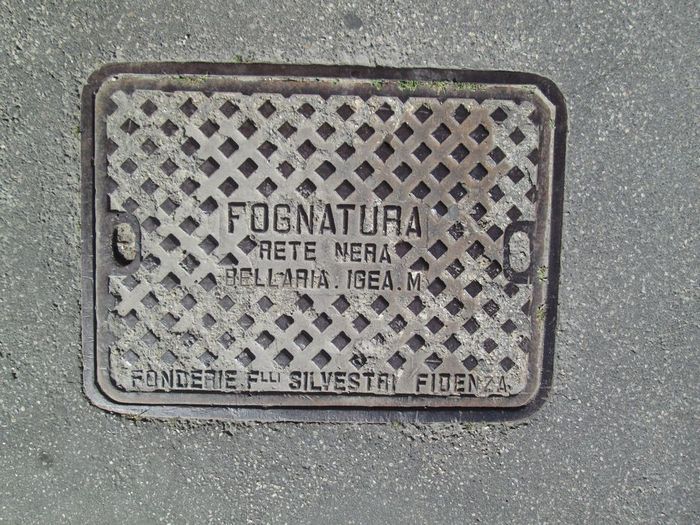 FOGNATURA
RETE NERA
BELLARIA. IGEA. M
FONDERIE FLLI SILVESTRI FIDENZA